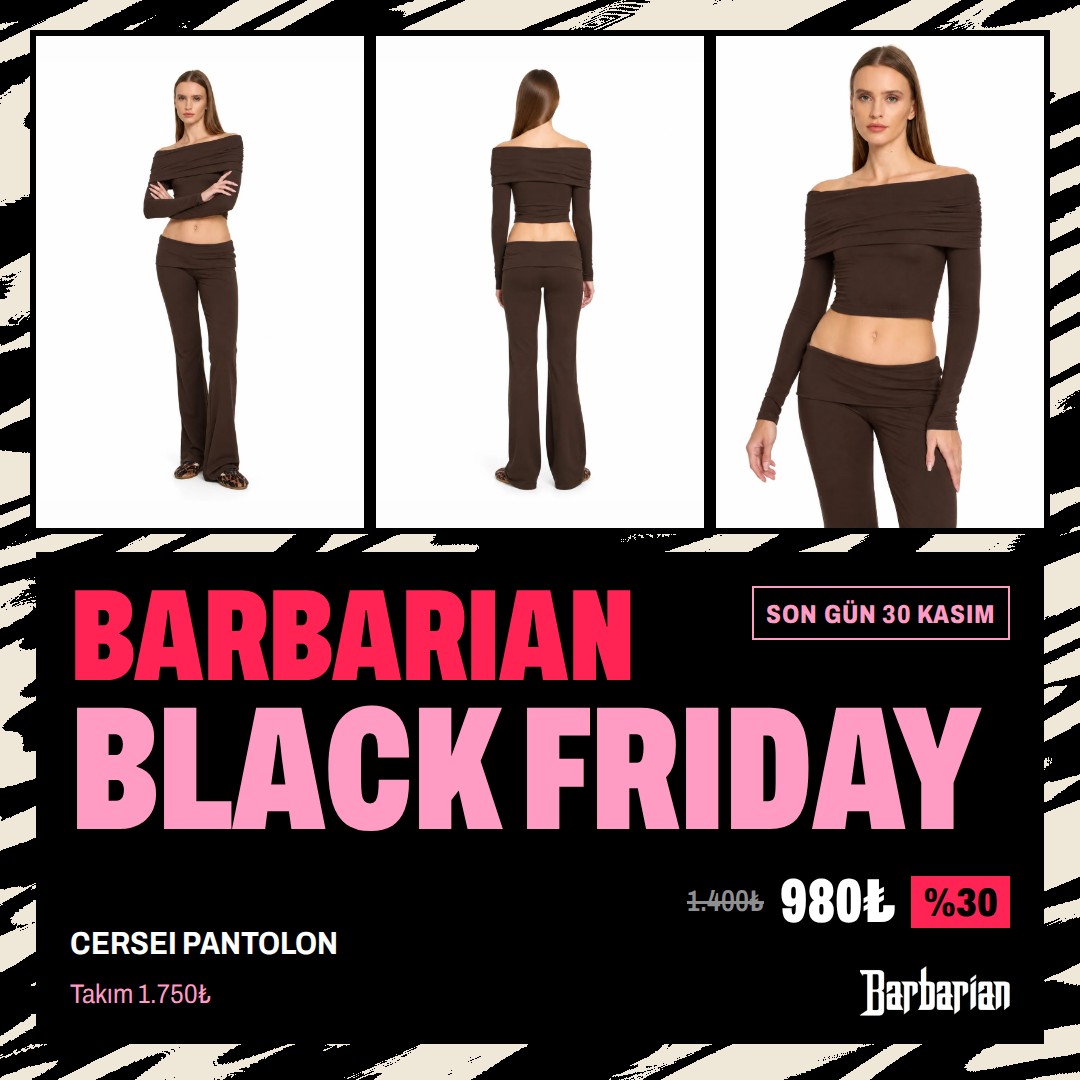 BARBARIAN
SON GÜN 30 KASIM
BLACK FRIDAY
1.400₺ 980₺ %30
CERSEI PANTOLON
Takım 1.750₺
Barbarian